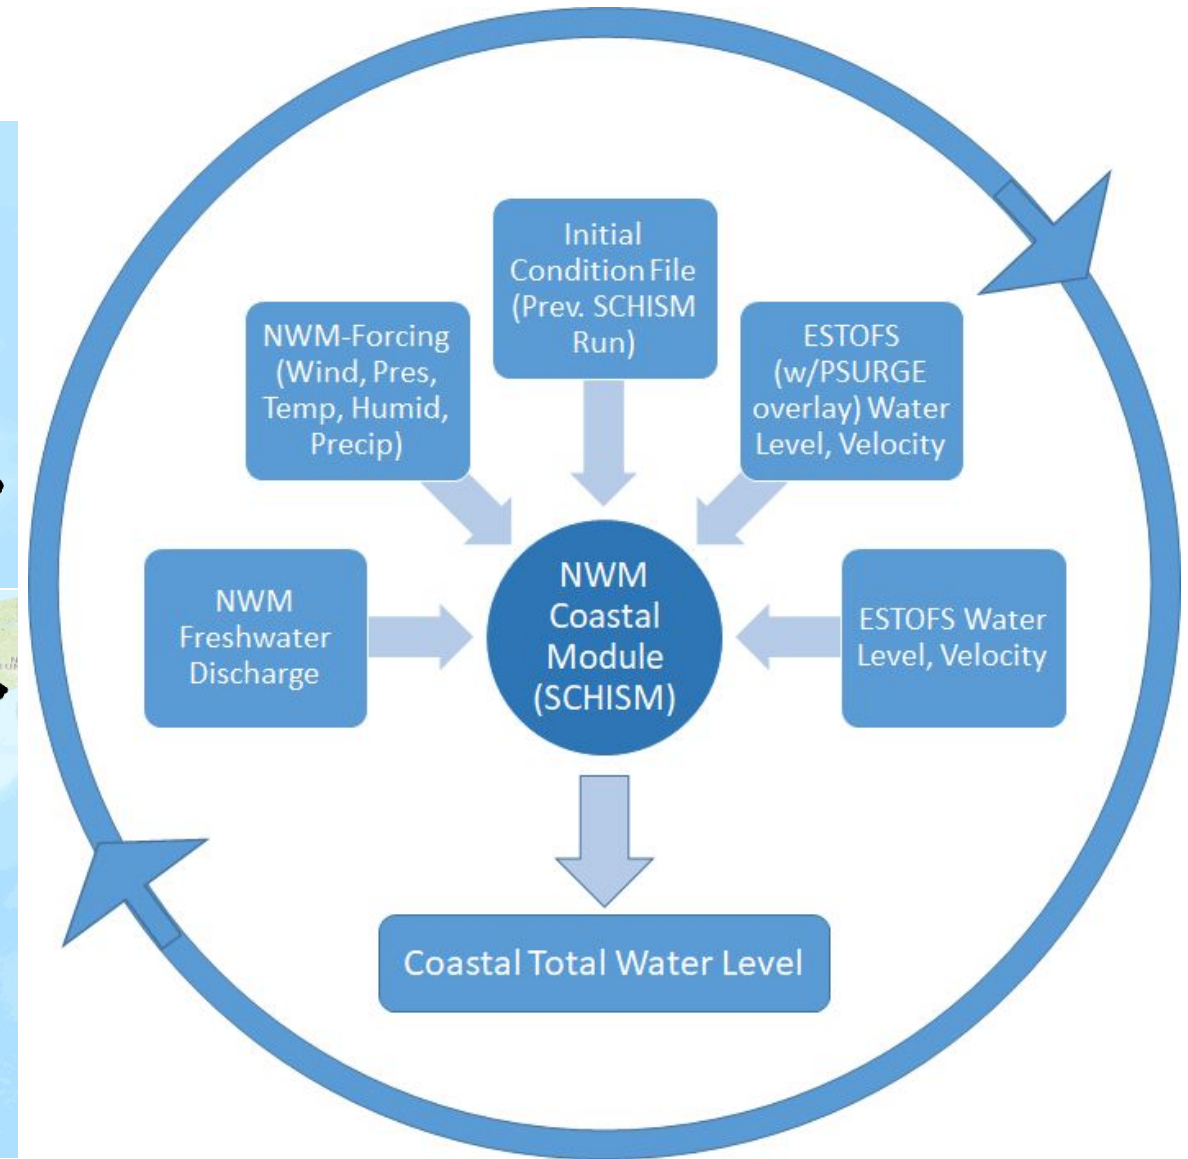 Initial
Condition File
(Prev. SCHISM
Run)
NWM-Forcing
(Wind, Pres,
Temp, Humid,
Precip)
ESTOFS
(w/PSURGE
overlay) Water
Level, Velocity
NWM
Freshwater
Discharge
NWM
Coastal
Module
(SCHISM)
ESTOFS Water
Level, Velocity
Coastal Total Water Level